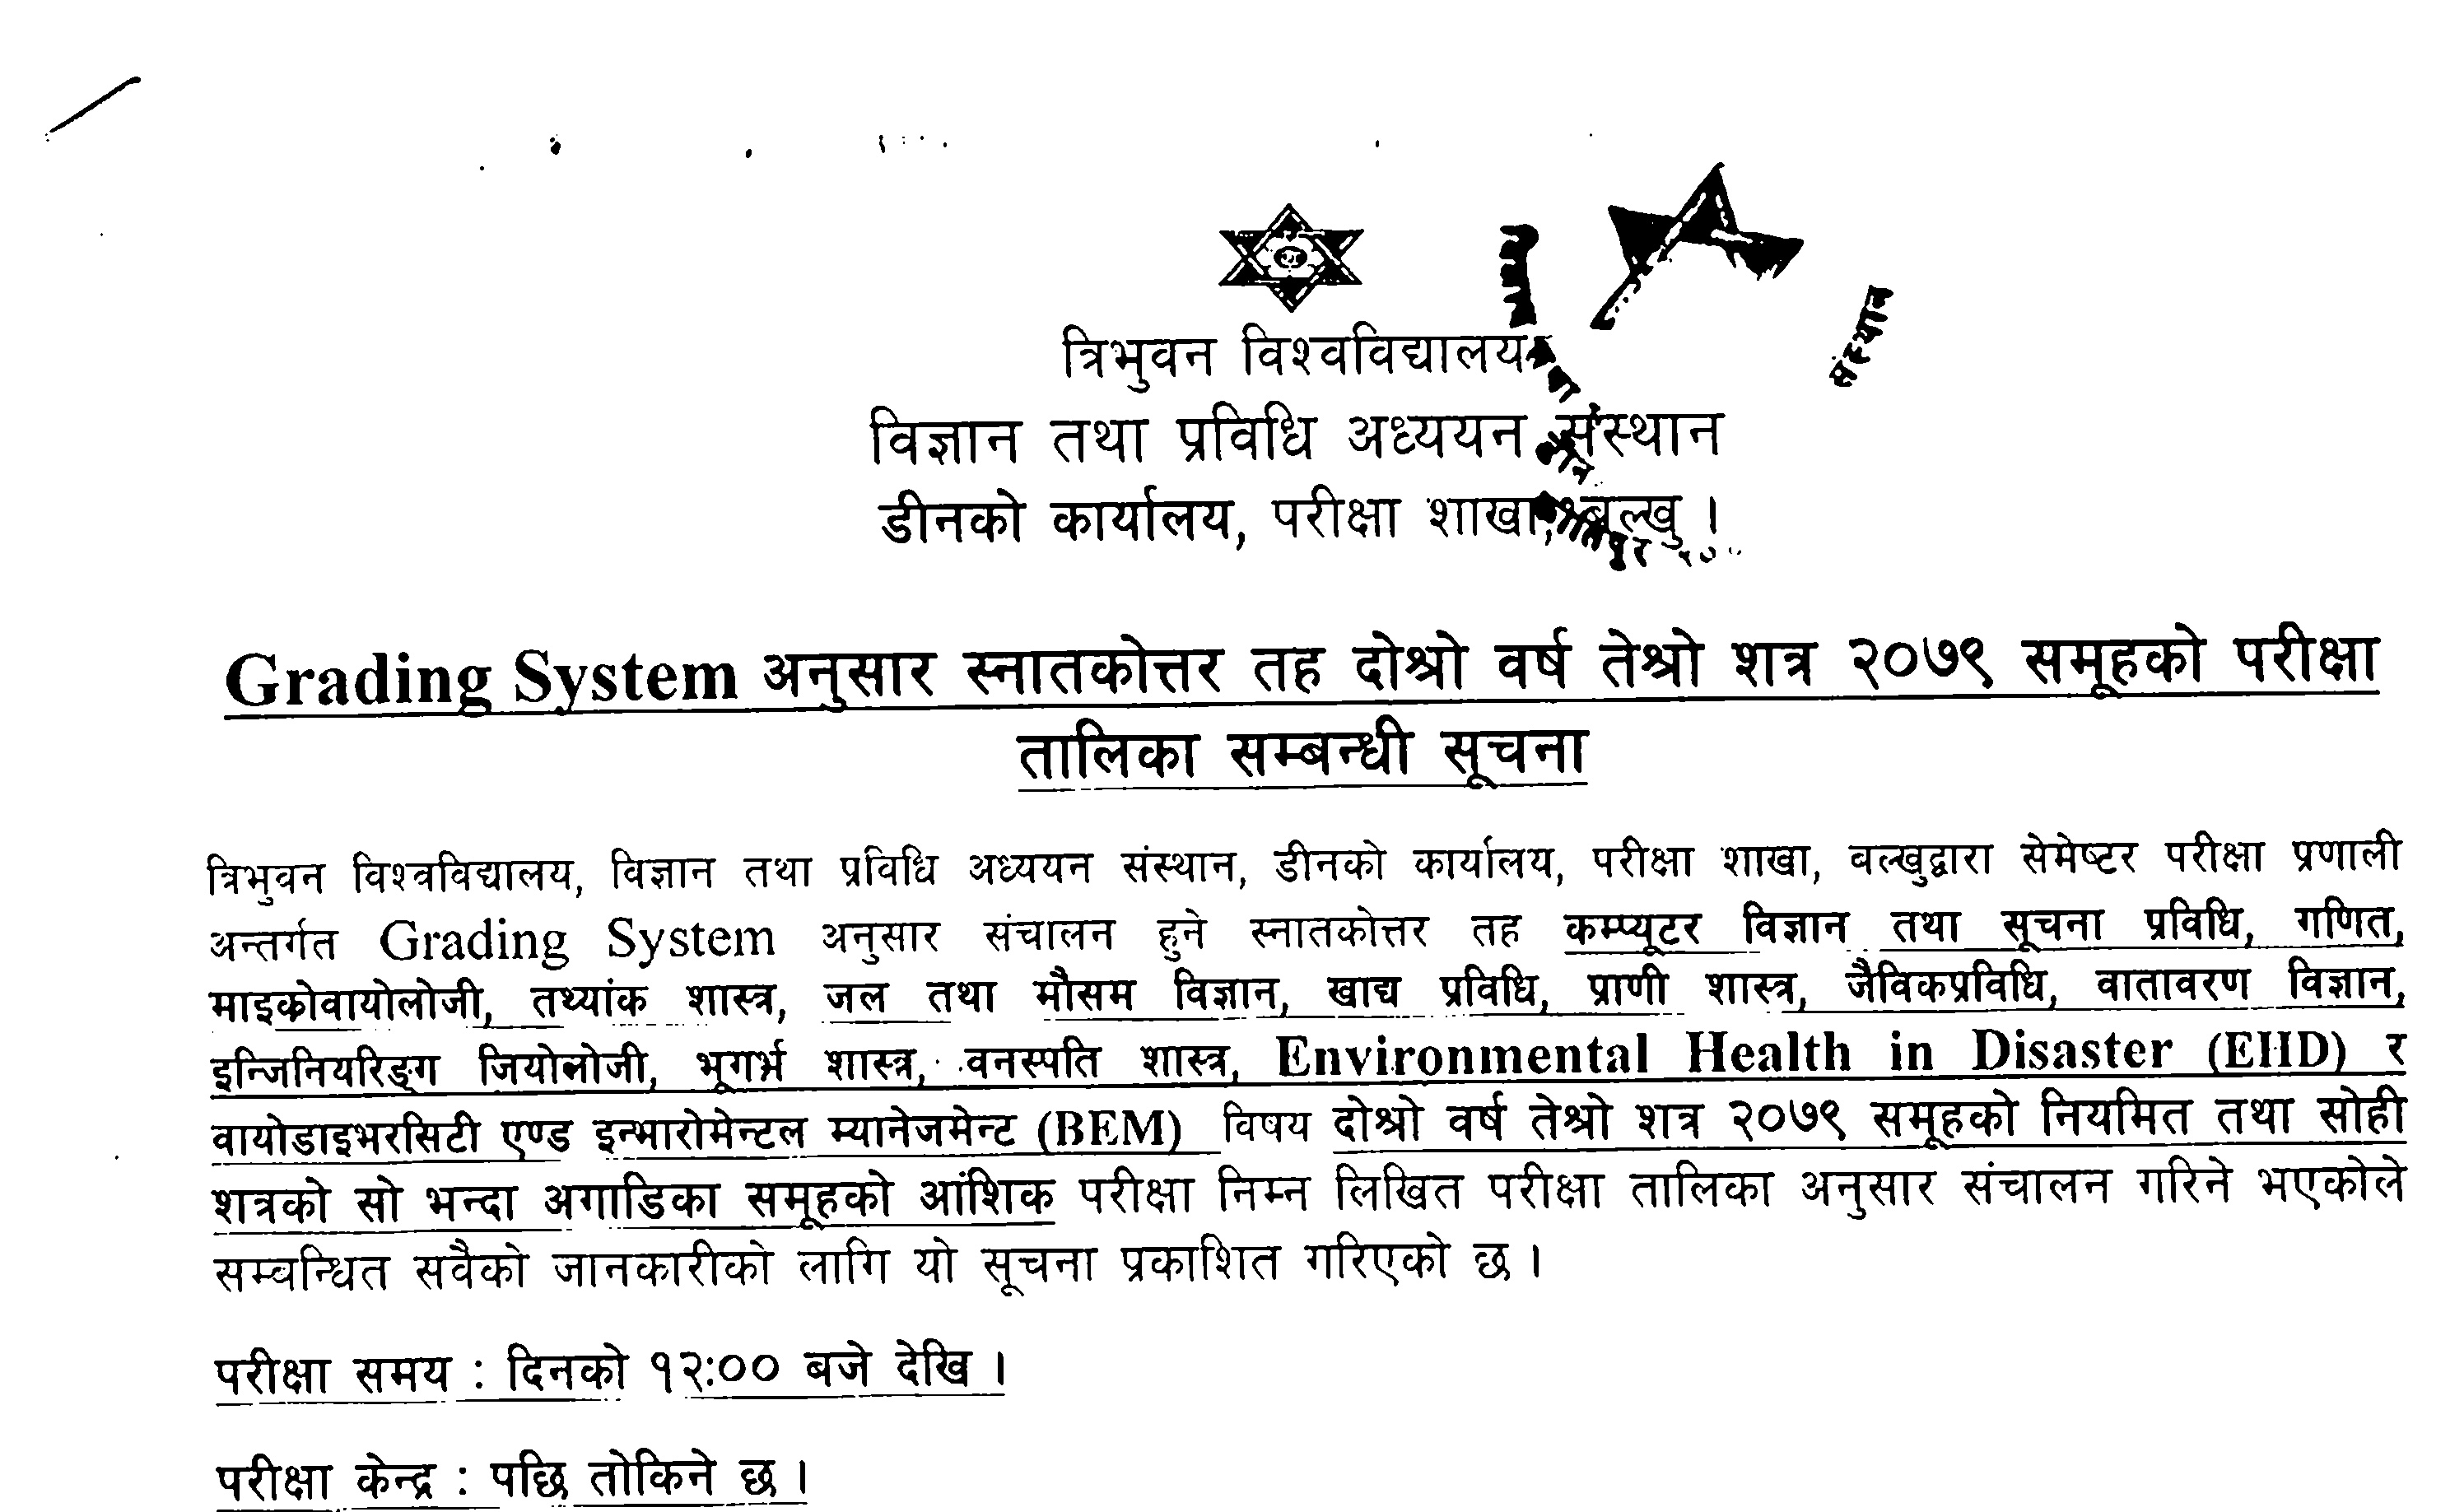 त्रिभुवन विश्वविद्यालय
विज्ञान तथा प्रविधि अध्ययन संस्थान
डीनको कार्यालय, परीक्षा शाखा, बल्खु ।
संस्थान
Grading System अनुसार स्नातकोत्तर तह दोश्रो वर्ष तेश्रो शत्र २०७९ समूहको परीक्षा
तालिका सम्बन्धी सूचना
त्रिभुवन विश्वविद्यालय, विज्ञान तथा प्रविधि अध्ययन संस्थान, डीनको कार्यालय, परीक्षा शाखा, बल्खुद्वारा सेमेष्टर परीक्षा प्रणाली
अन्तर्गत Grading System अनुसार संचालन हुने स्नातकोत्तर तह कम्प्यूटर विज्ञान तथा सूचना प्रविधि, गणित,
माइक्रोवायोलोजी, तथ्यांक शास्त्र, जल तथा मौसम विज्ञान, खाद्य प्रविधि, प्राणी शास्त्र, जैविकप्रविधि, वातावरण विज्ञान,
इन्जिनियरिङ्ग जियोलोजी, भूगर्भ शास्त्र, वनस्पति शास्त्र, Environmental Health in Disaster (EHD) र
वायोडाइभरसिटी एण्ड इन्भारोमेन्टल म्यानेजमेन्ट (BEM) विषय दोश्रो वर्ष तेश्रो शत्र २०७९ समूहको नियमित तथा सोही
शत्रको सो भन्दा अगाडिका समूहको आंशिक परीक्षा निम्न लिखित परीक्षा तालिका अनुसार संचालन गरिने भएकोले
सम्वन्धित सवैको जानकारीको लागि यो सूचना प्रकाशित गरिएको छ ।
परीक्षा समय : दिनको १२:०० बजे देखि ।
परीक्षा केन्द्र : पछि तोकिने छ ।